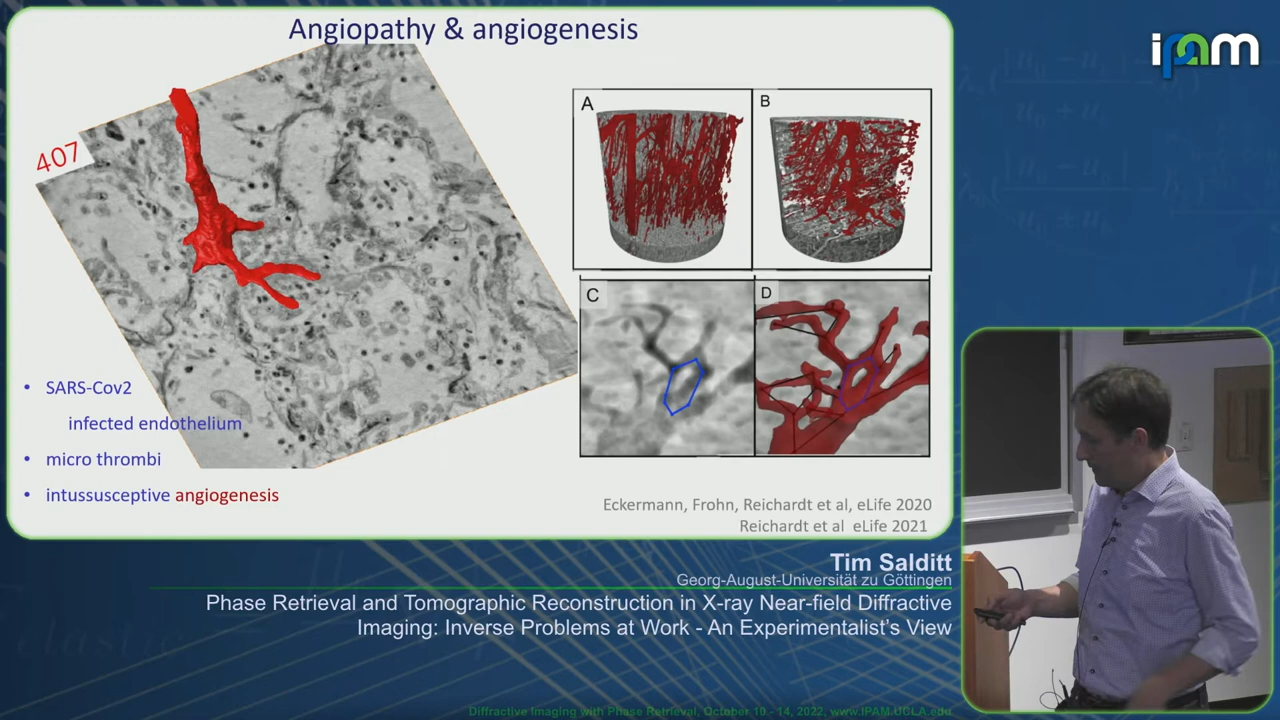 Angiopathy & angiogenesis
ipam
407
A
B
C
D
• SARS-Cov2
infected endothelium
• micro thrombi
• intussusceptive angiogenesis
Eckermann, Frohn, Reichardt et al, eLife 2020
Reichardt et al eLife 2021
Tim Salditt
Georg-August-Universität zu Göttingen
Phase Retrieval and Tomographic Reconstruction in X-ray Near-field Diffractive
Imaging: Inverse Problems at Work - An Experimentalist's View
Diffractive Imaging with Phase Retrieval, October 10 - 14, 2022, www.IPAM.UCLA.edu